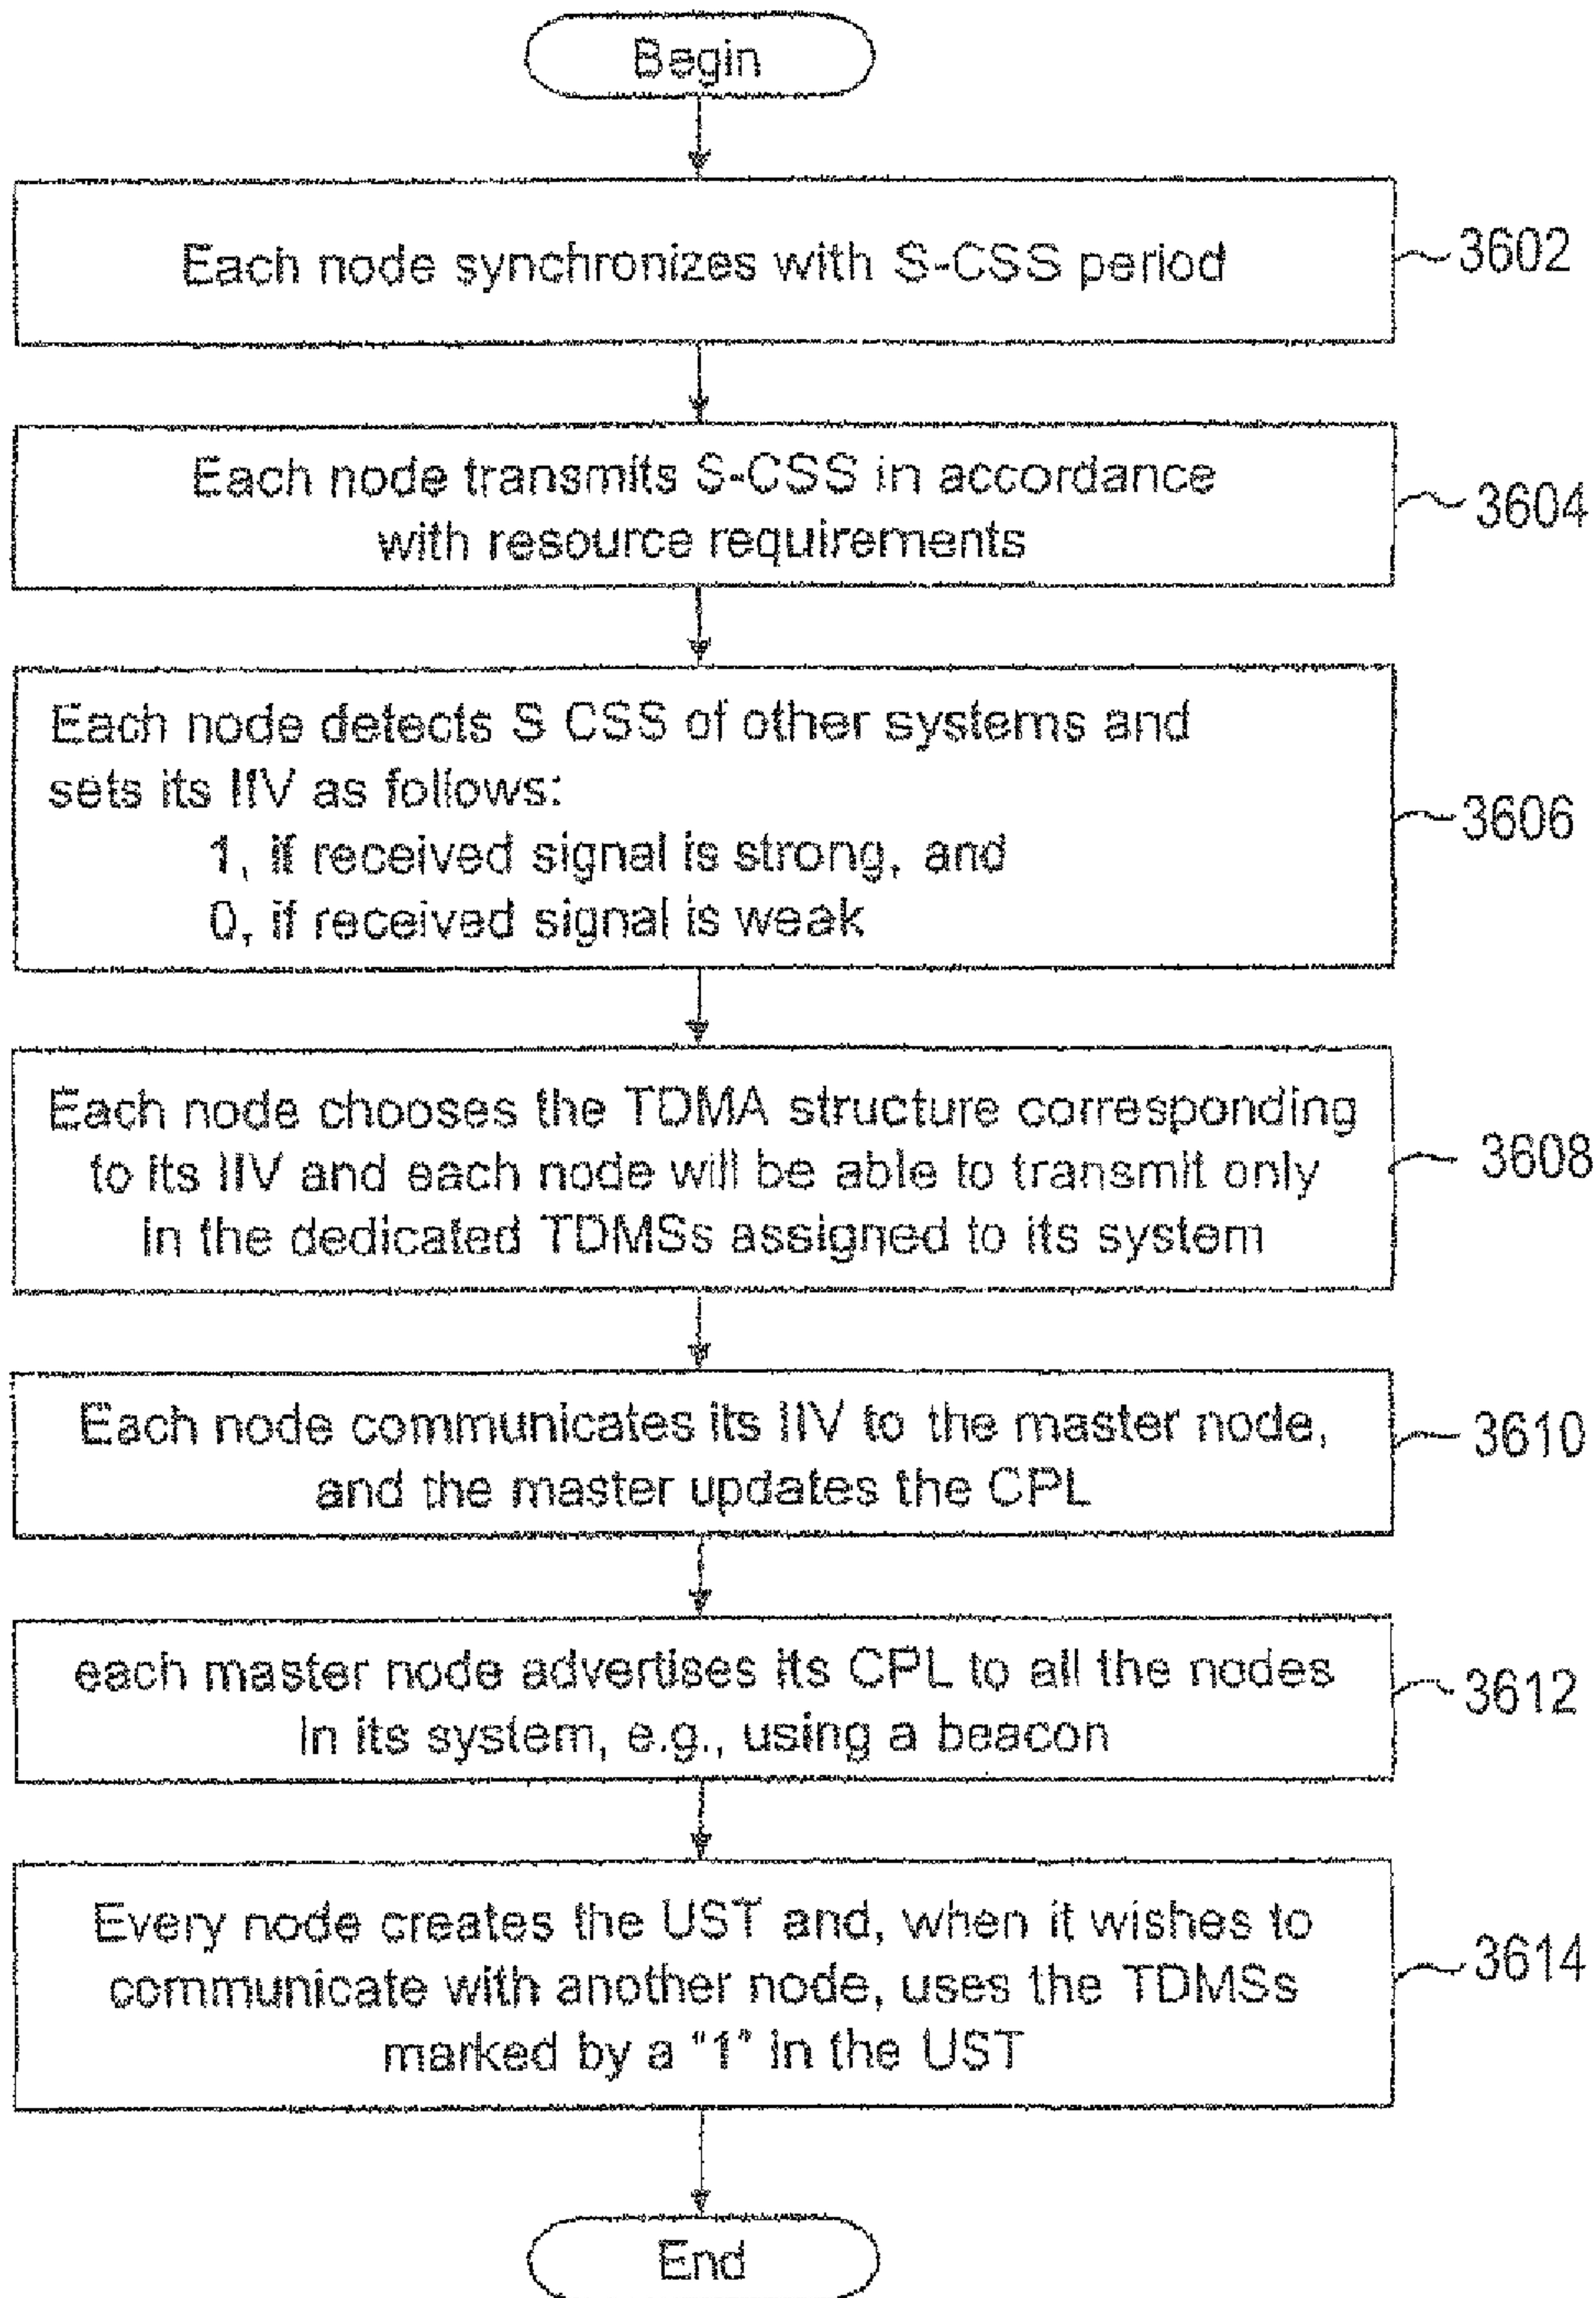 Begin
Each node synchronizes with S-CSS period
3602
Each node transmits S-CSS in accordance
with resource requirements
3604
Each node detects S CSS of other systems and
sets its IIV as follows:
1, if received signal is strong, and
0, if received signal is weak
3606
Each node chooses the TDMA structure corresponding
to its IIV and each node will be able to transmit only
in the dedicated TDMSs assigned to its system
3608
Each node communicates its IIV to the master node,
and the master updates the CPL
3610
each master node advertises its CPL to all the nodes
in its system, e.g., using a beacon
3612
Every node creates the UST and, when it wishes to
communicate with another node, uses the TDMSs
marked by a "1" in the UST
3614
End